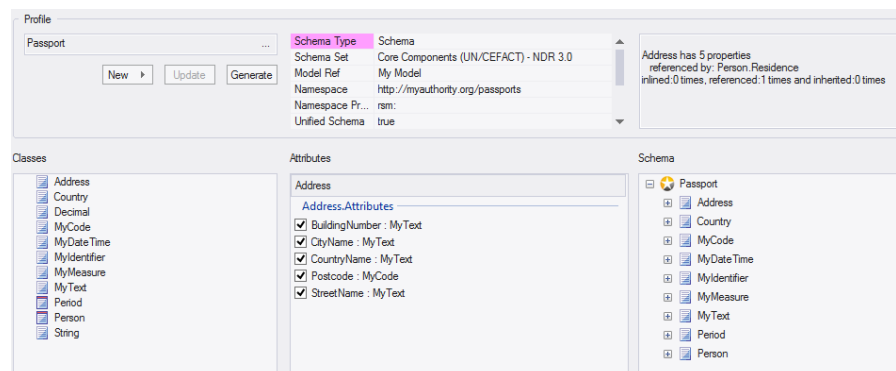 Profile
Passport ...
New Update Generate
Schema Type Schema
Schema Set Core Components (UN/CEFACT) - NDR 3.0
Model Ref My Model
Namespace http://myauthority.org/passports
Namespace Pr... rsm:
Unified Schema true
Address has 5 properties
referenced by: Person.Residence
inlined:0 times, referenced:1 times and inherited:0 times
Classes
Address
Country
Decimal
MyCode
MyDateTime
MyIdentifier
MyMeasure
MyText
Period
Person
String
Attributes
Address
Address.Attributes
BuildingNumber : MyText
CityName : MyText
CountryName : MyText
Postcode : MyCode
StreetName : MyText
Schema
Passport
Address
Country
MyCode
MyDateTime
MyIdentifier
MyMeasure
MyText
Period
Person